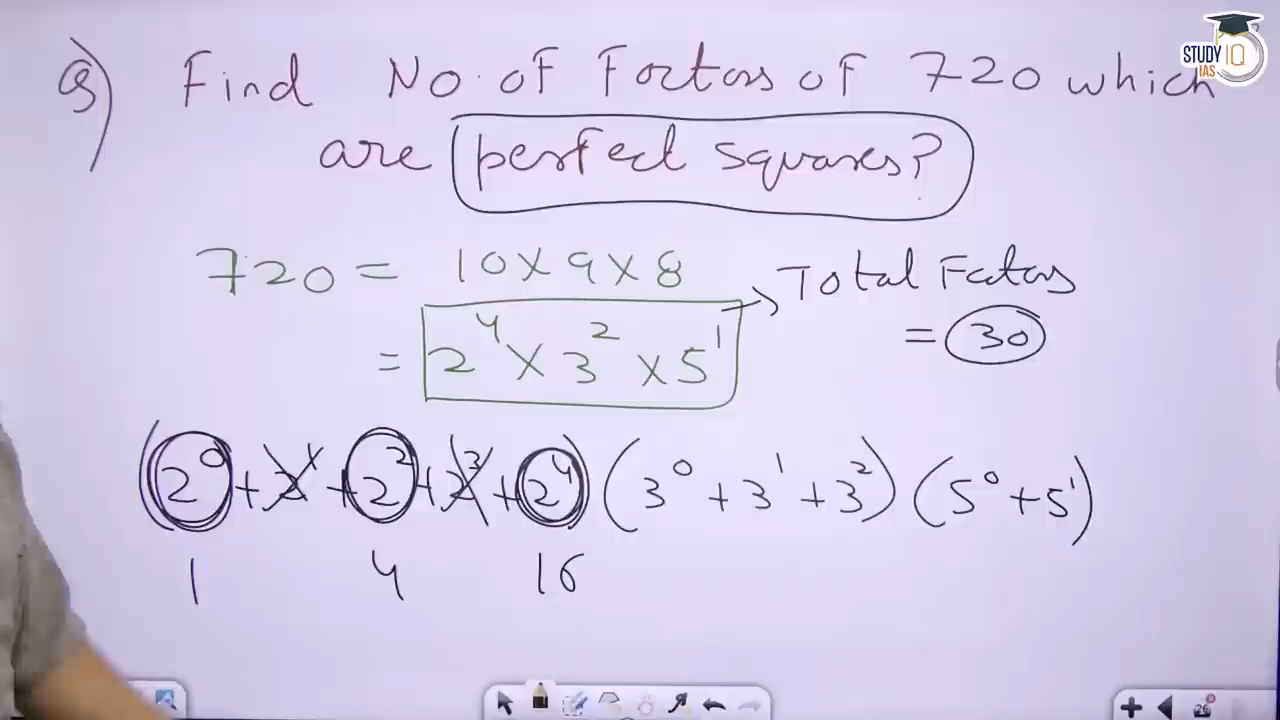 Q) Find No. of Factors of 720 which
are perfect squares?
720 = 10 x 9 x 8
= 2⁴ x 3² x 5¹
→ Total Factors
= 30
(2⁰ + 2¹ + 2² + 2³ + 2⁴) (3⁰ + 3¹ + 3²) (5⁰ + 5¹)
1 4 16
STUDY IQ
IAS
26